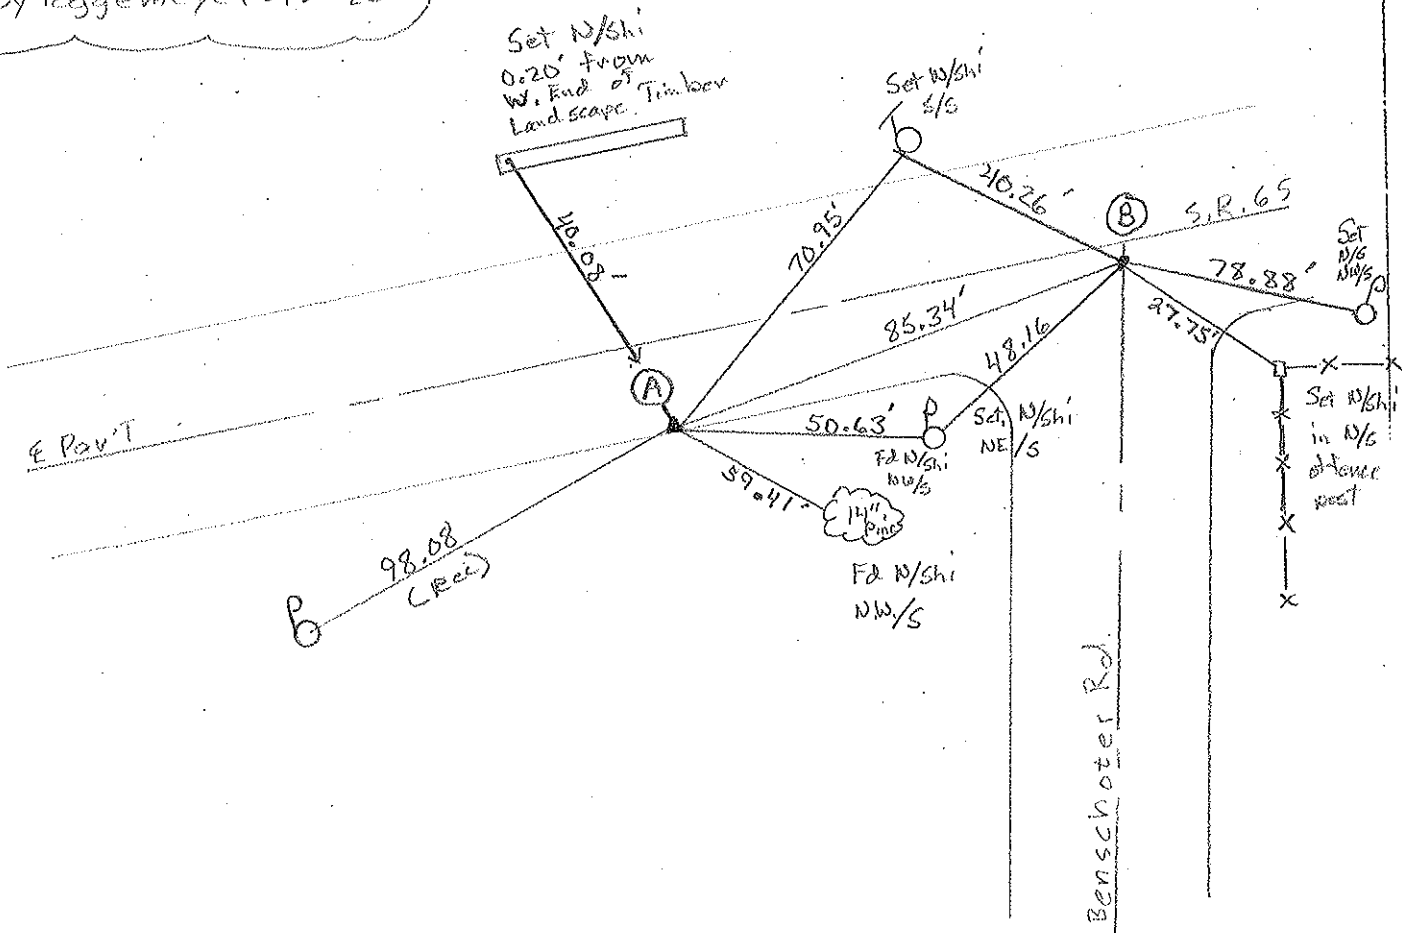 Set N/Shi
0.20' from
W. End of
Landscape Timber
Set N/Shi
S/S
40.26'
B
S.R. 65
Set
N/S
NW/S
78.88'
P
40.08'
70.95'
85.34'
48.16
27.75'
A
℄ Pav'T
50.63'
P
Fd N/Shi
NW/S
Set N/Shi
NE/S
Set N/Shi
in N/S
of fence
post
59.41'
14"
Pine
Fd N/Shi
N.W./S
98.08
(Rec)
P
Benschoter Rd.